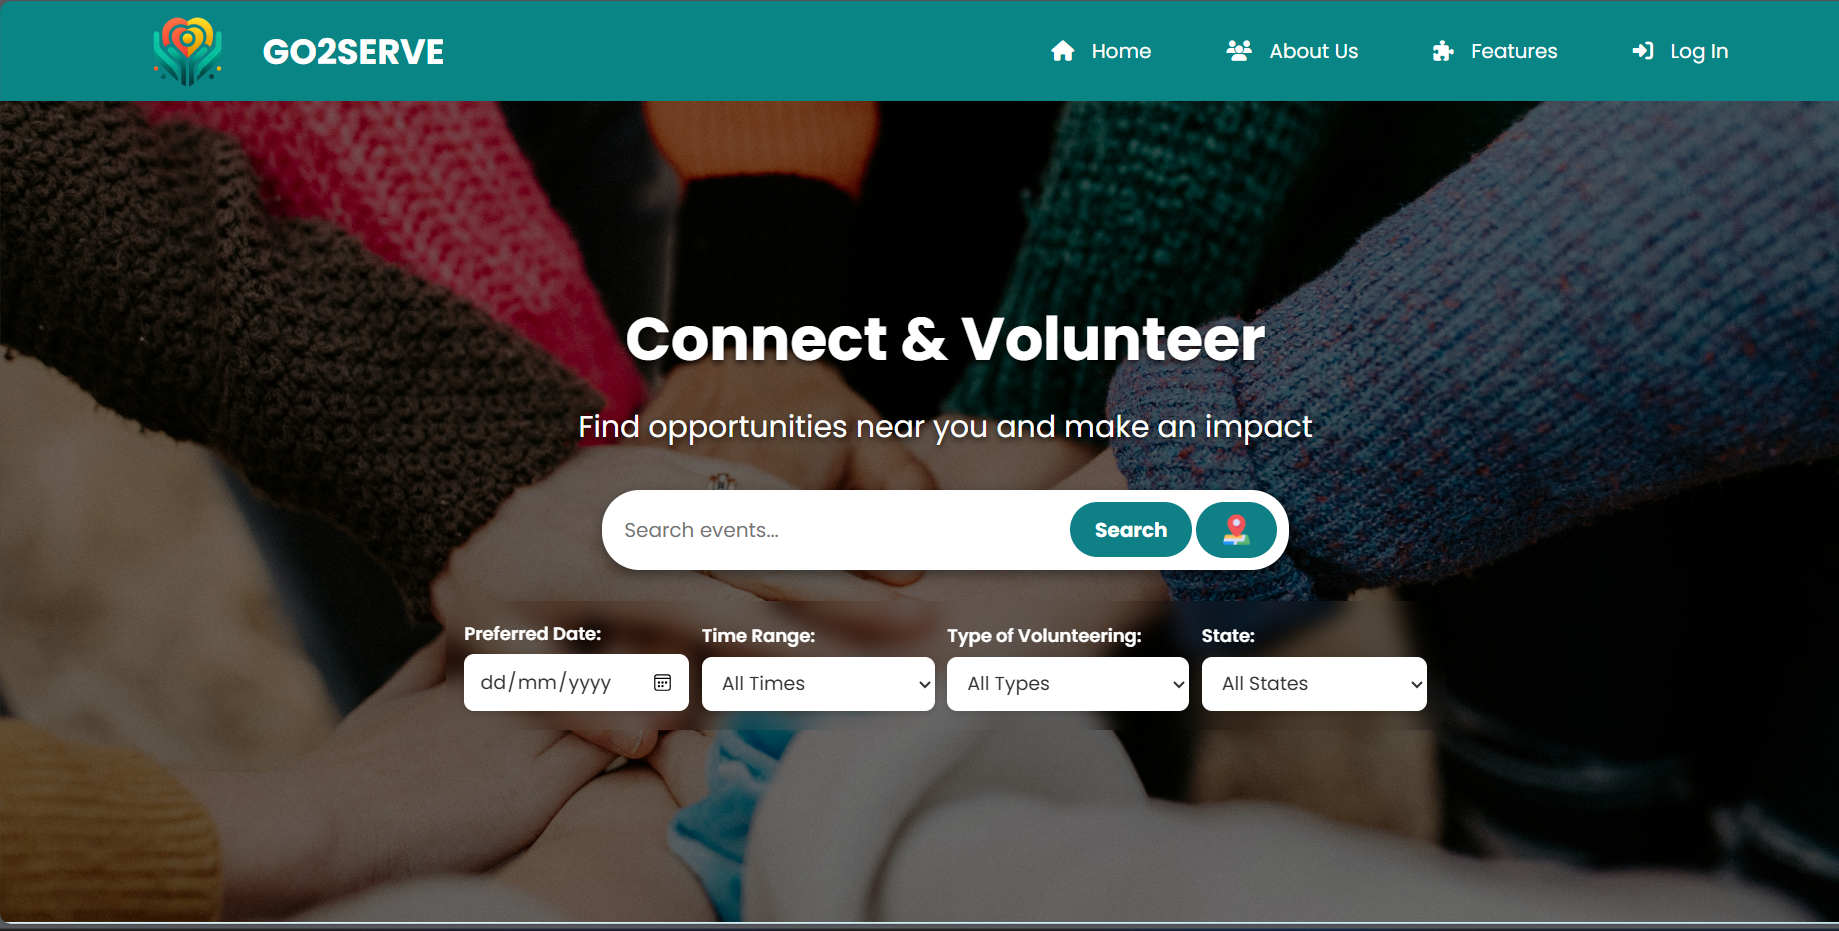 GO2SERVE
Home
About Us
Features
Log In
Connect & Volunteer
Find opportunities near you and make an impact
Search events...
Search
Preferred Date:
Time Range:
Type of Volunteering:
State:
dd/mm/yyyy
All Times
All Types
All States